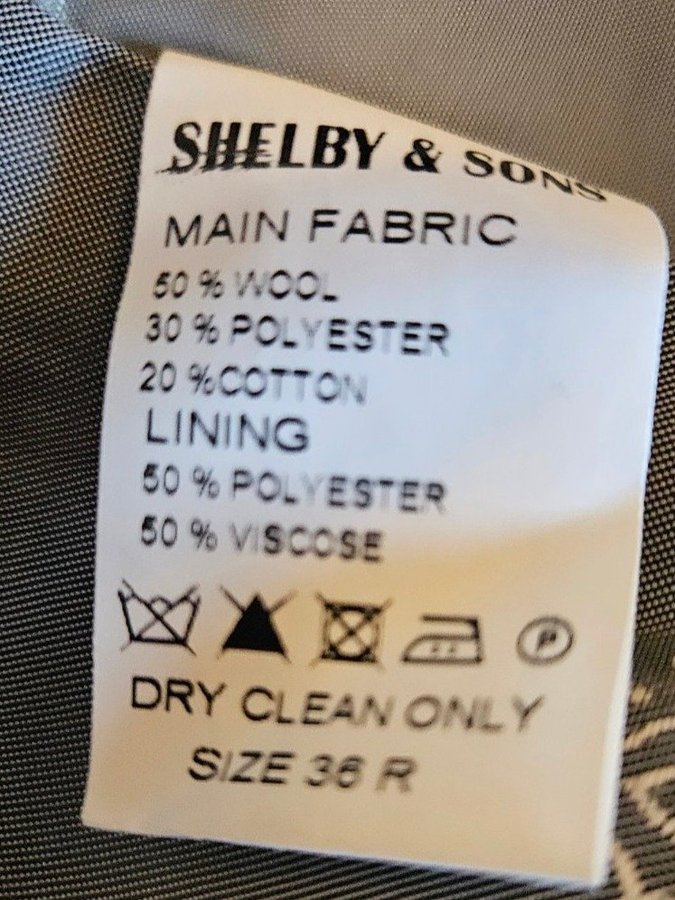 SHELBY & SONS
MAIN FABRIC
50 % WOOL
30 % POLYESTER
20 %COTTON
LINING
50 % POLYESTER
50 % VISCOSE
P
DRY CLEAN ONLY
SIZE 36 R